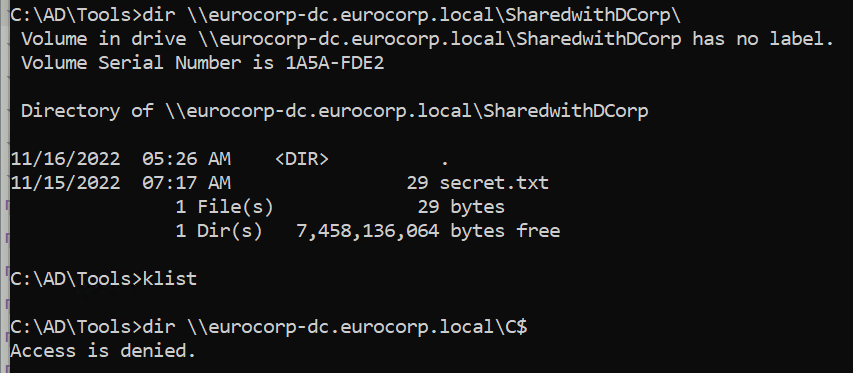 C:\AD\Tools>dir \\eurocorp-dc.eurocorp.local\SharedwithDCorp\
 Volume in drive \\eurocorp-dc.eurocorp.local\SharedwithDCorp has no label.
 Volume Serial Number is 1A5A-FDE2
 Directory of \\eurocorp-dc.eurocorp.local\SharedwithDCorp
11/16/2022  05:26 AM    <DIR>          .
11/15/2022  07:17 AM                29 secret.txt
               1 File(s)             29 bytes
               1 Dir(s)   7,458,136,064 bytes free
C:\AD\Tools>klist
C:\AD\Tools>dir \\eurocorp-dc.eurocorp.local\C$
Access is denied.